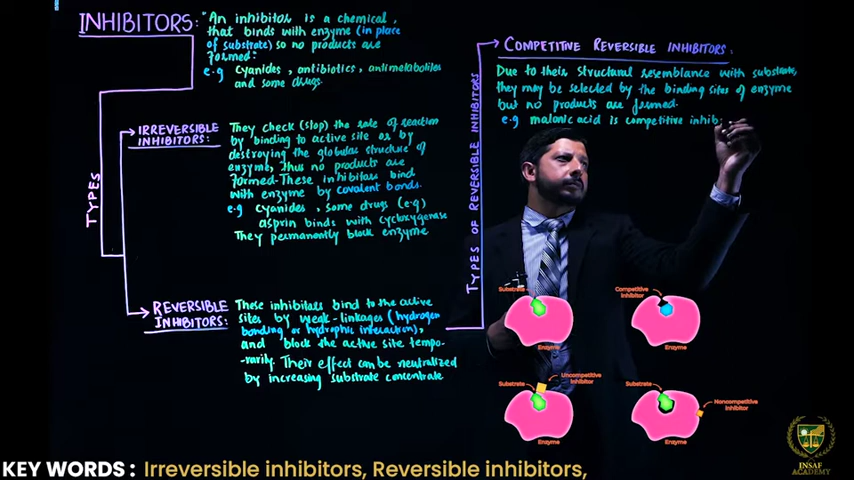 INHIBITORS:
"An inhibitor is a chemical,
that binds with enzyme (in place
of substrate) so no products are
formed:
e.g cyanides, antibiotics, antimetabolites
and some drugs.
TYPES
IRREVERSIBLE
INHIBITORS:
They check (stop) the rate of reaction
by binding to active site or by
destroying the globular structure of
enzyme, thus no products are
formed. These inhibitors bind
with enzyme by covalent bonds.
e.g cyanides, some drugs (e.g)
asprin binds with cycloxygenase
They permanantly block enzyme
REVERSIBLE
INHIBITORS:
These inhibitors bind to the active
sites by weak-linkages (hydrogen
bonding or hydrophic interaction),
and block the active site tempo-
rarily. Their effect can be neutralized
by increasing substrate concentrate
TYPES OF REVERSIBLE INHIBITORS
COMPETITIVE REVERSIBLE INHIBITORS:
Due to their structural resemblance with substrate,
they may be selected by the binding sites of enzyme
but no products are formed.
e.g malonic acid is competitive inhib
Substrate
Enzyme
Competitive
Inhibitor
Enzyme
Substrate
Uncompetitive
Inhibitor
Enzyme
Substrate
Noncompetitive
Inhibitor
Enzyme
INSAF
ACADEMY
KEY WORDS : Irreversible inhibitors, Reversible inhibitors,